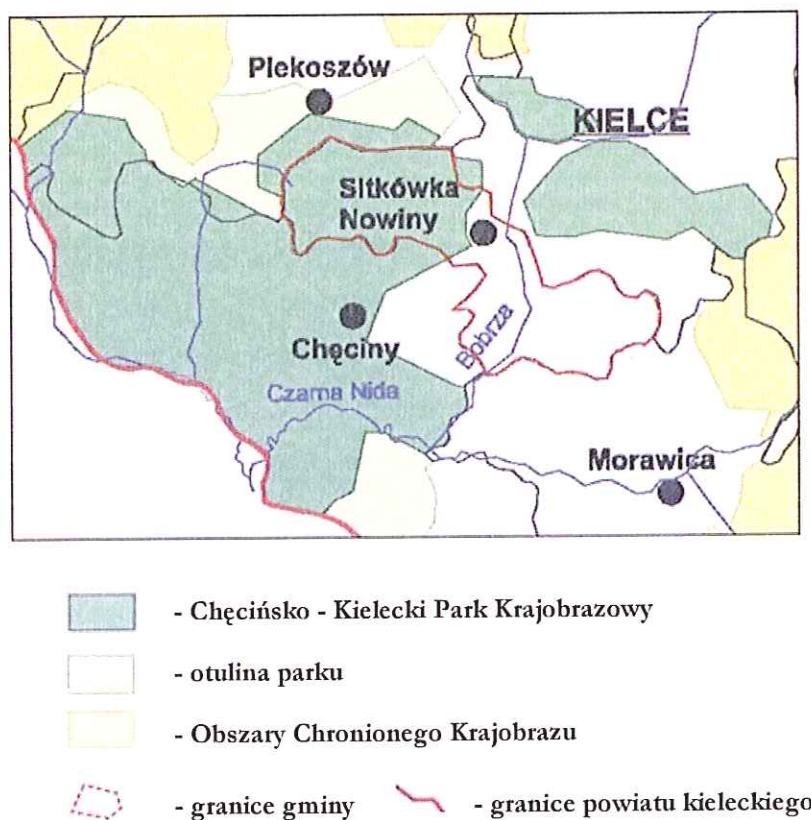 Piekoszów
KIELCE
Sitkówka
Nowiny
Chęciny
Bobrza
Czarna Nida
Morawica
- Chęcińsko - Kielecki Park Krajobrazowy
- otulina parku
- Obszary Chronionego Krajobrazu
- granice gminy - granice powiatu kieleckiego